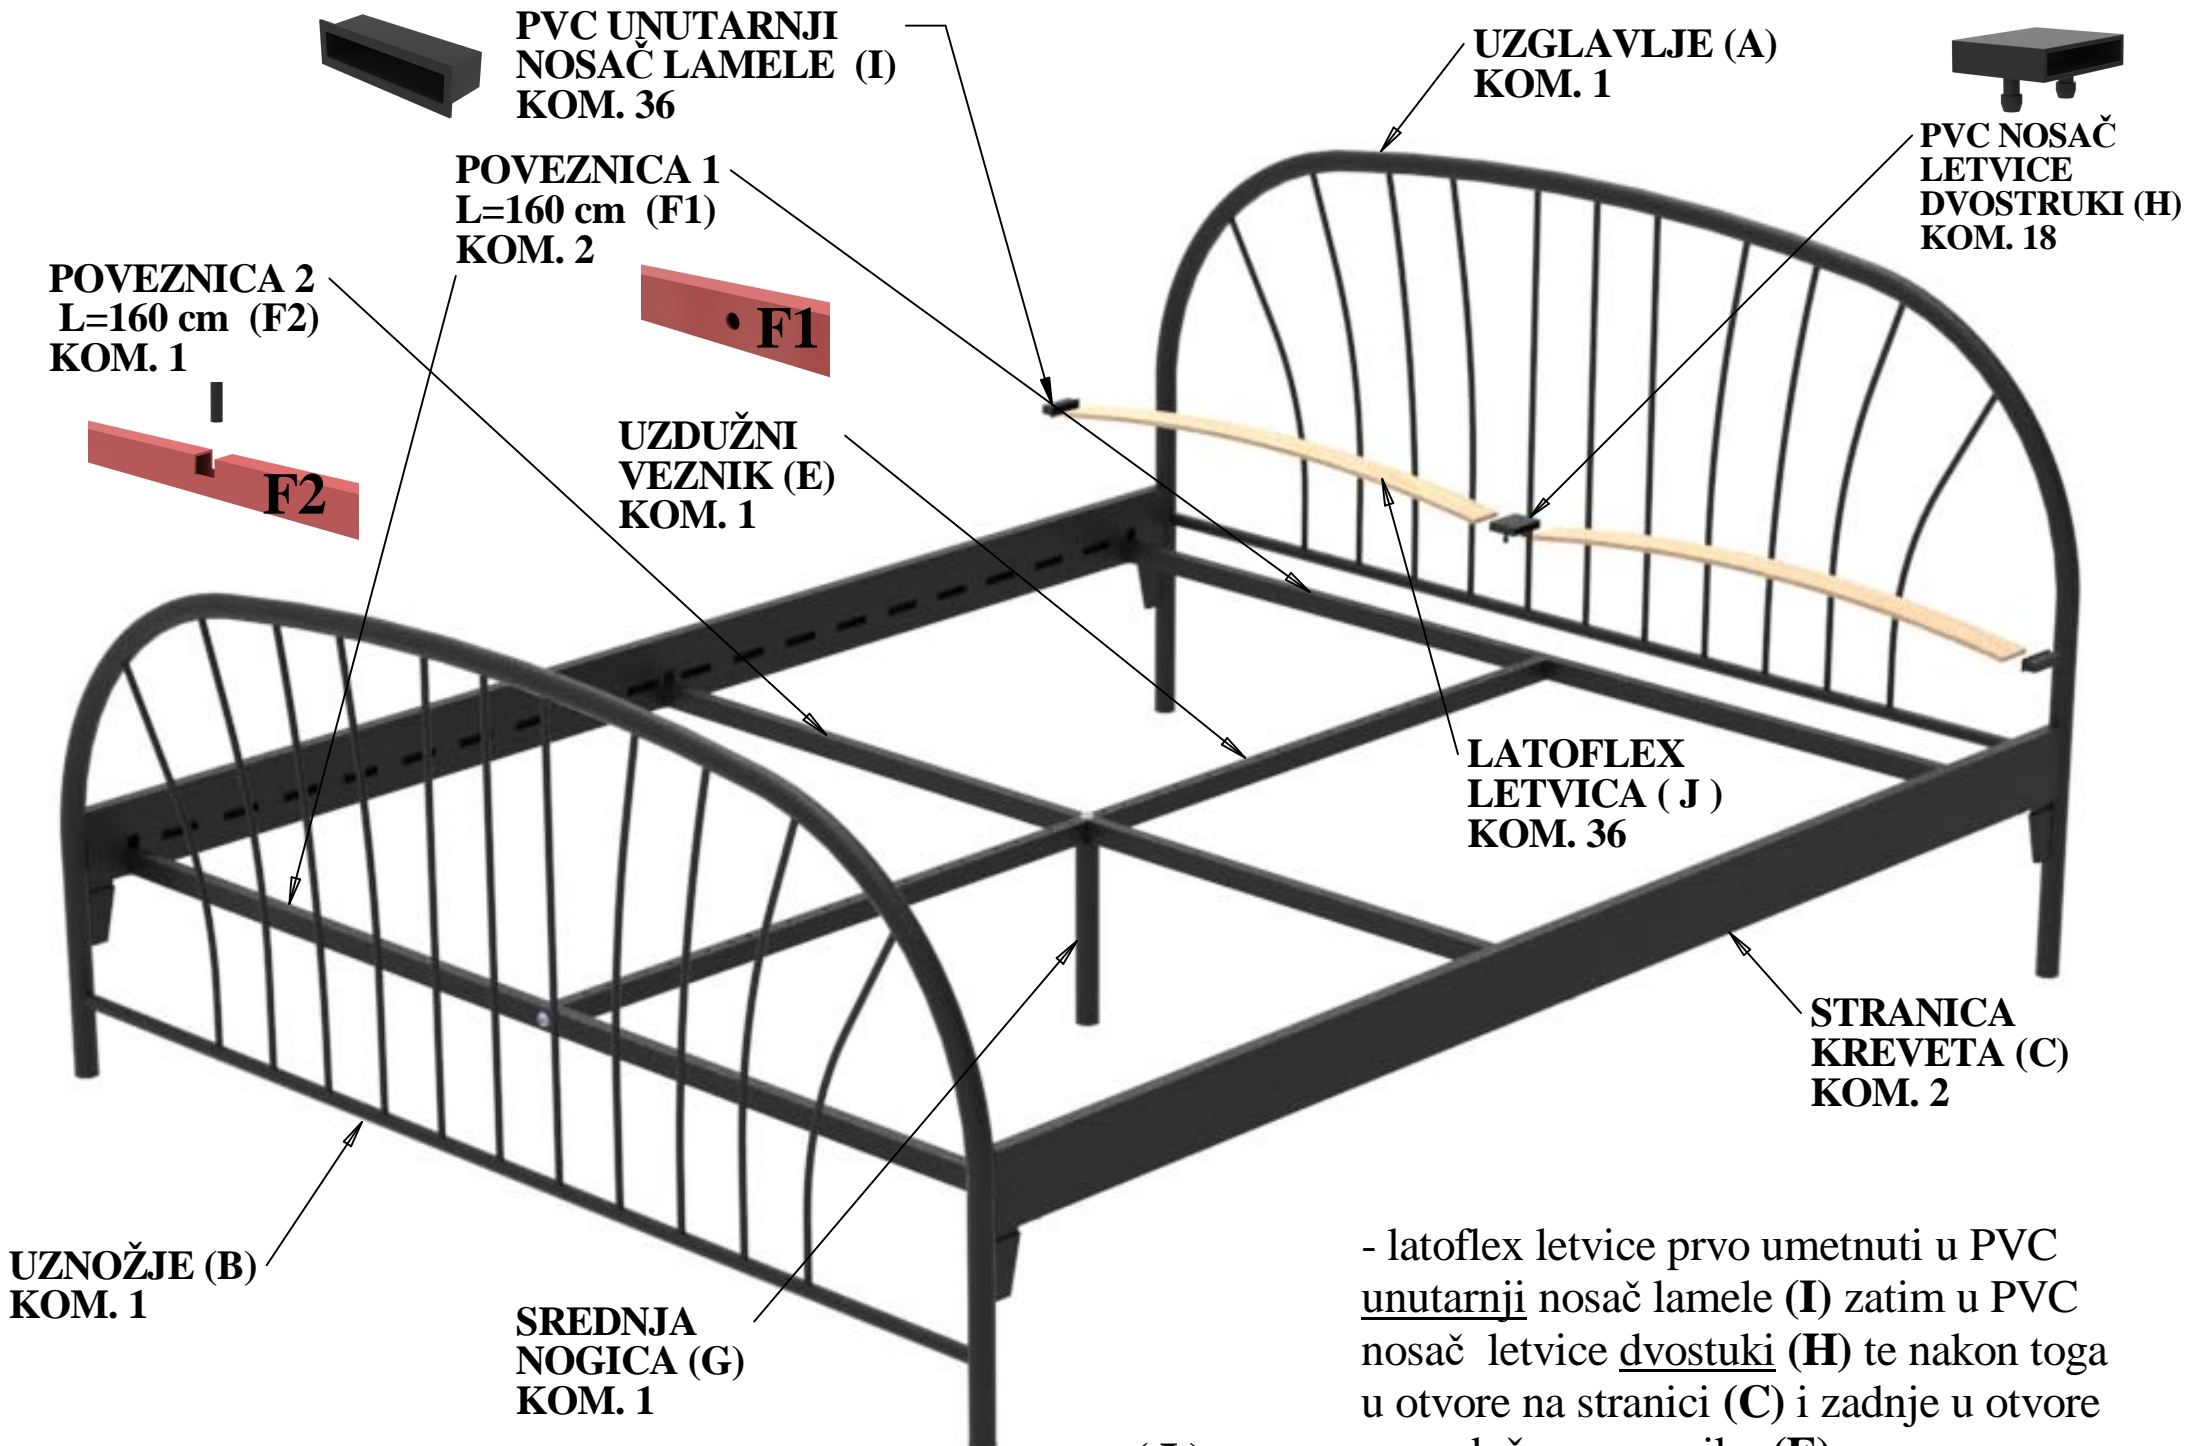 PVC UNUTARNJI
NOSAČ LAMELE (I)
KOM. 36
UZGLAVLJE (A)
KOM. 1
PVC NOSAČ
LETVICE
DVOSTRUKI (H)
KOM. 18
POVEZNICA 1
L=160 cm (F1)
KOM. 2
POVEZNICA 2
L=160 cm (F2)
KOM. 1
F1
F2
UZDUŽNI
VEZNIK (E)
KOM. 1
LATOFLEX
LETVICA ( J )
KOM. 36
STRANICA
KREVETA (C)
KOM. 2
UZNOŽJE (B)
KOM. 1
SREDNJA
NOGICA (G)
KOM. 1
- latoflex letvice prvo umetnuti u PVC
unutarnji nosač lamele (I) zatim u PVC
nosač letvice dvostuki (H) te nakon toga
u otvore na stranici (C) i zadnje u otvore
(E)